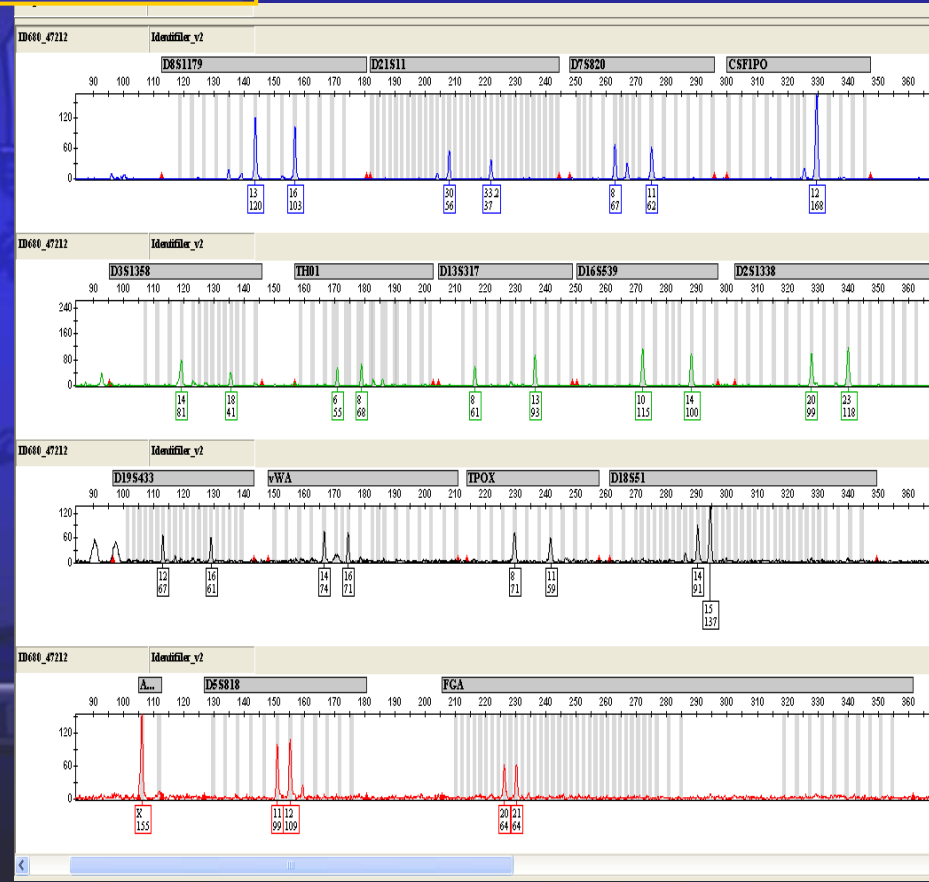 ID680_47212 Identifiler_v2
D8S1179 D21S11 D7S820 CSF1PO
90 100 110 120 130 140 150 160 170 180 190 200 210 220 230 240 250 260 270 280 290 300 310 320 330 340 350 360
120
60
0
13 16 30 33.2 8 11 12
120 103 56 37 67 62 168
ID680_47212 Identifiler_v2
D3S1358 TH01 D13S317 D16S539 D2S1338
90 100 110 120 130 140 150 160 170 180 190 200 210 220 230 240 250 260 270 280 290 300 310 320 330 340 350 360
240
160
80
0
14 18 6 8 8 13 10 14 20 23
81 41 55 68 61 93 115 100 99 118
ID680_47212 Identifiler_v2
D19S433 vWA TPOX D18S51
90 100 110 120 130 140 150 160 170 180 190 200 210 220 230 240 250 260 270 280 290 300 310 320 330 340 350 360
120
60
0
12 16 14 16 8 11 14
67 61 74 71 71 59 91
15
137
ID680_47212 Identifiler_v2
A... D5S818 FGA
90 100 110 120 130 140 150 160 170 180 190 200 210 220 230 240 250 260 270 280 290 300 310 320 330 340 350 360
120
60
0
X 11 12 20 21
155 99 109 64 64